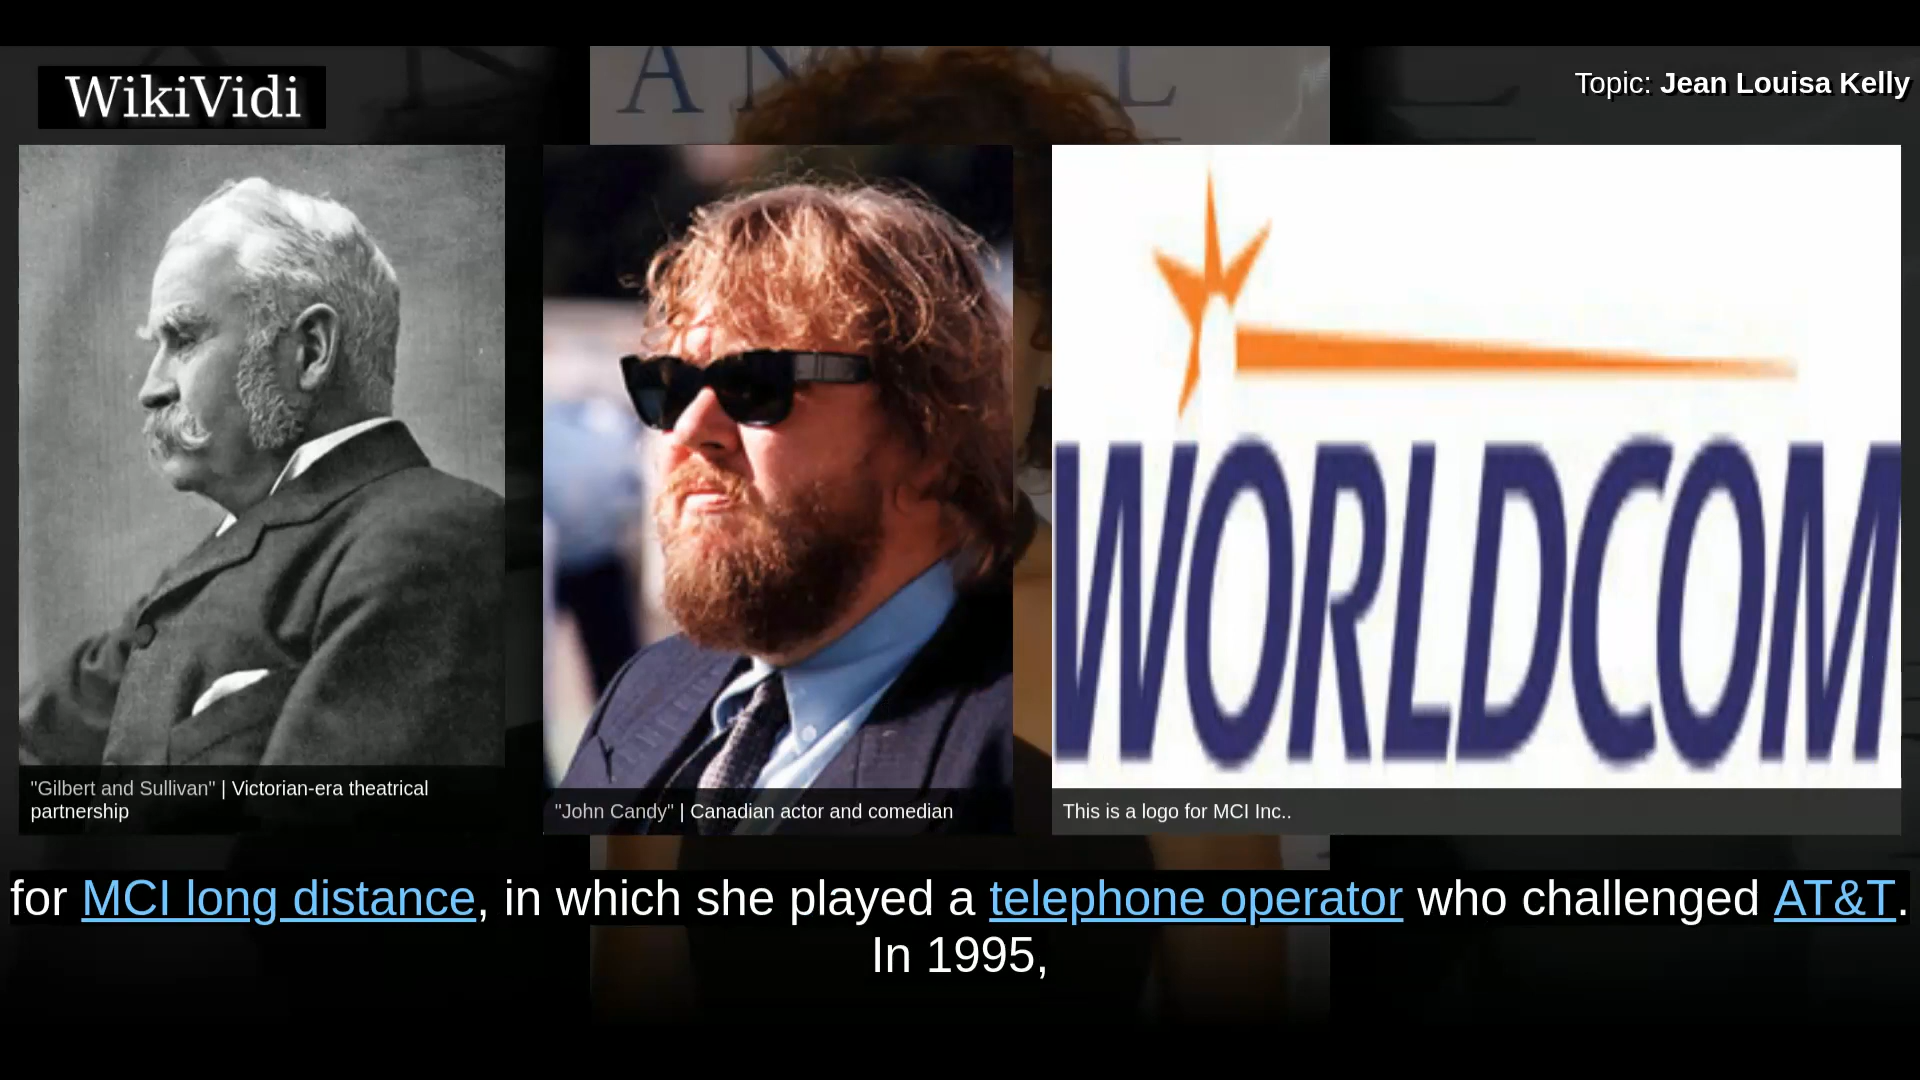 WikiVidi
Topic: Jean Louisa Kelly
AN L
WORLDCOM
"Gilbert and Sullivan" | Victorian-era theatrical
partnership
"John Candy" | Canadian actor and comedian
This is a logo for MCI Inc..
for MCI long distance, in which she played a telephone operator who challenged AT&T.
In 1995,